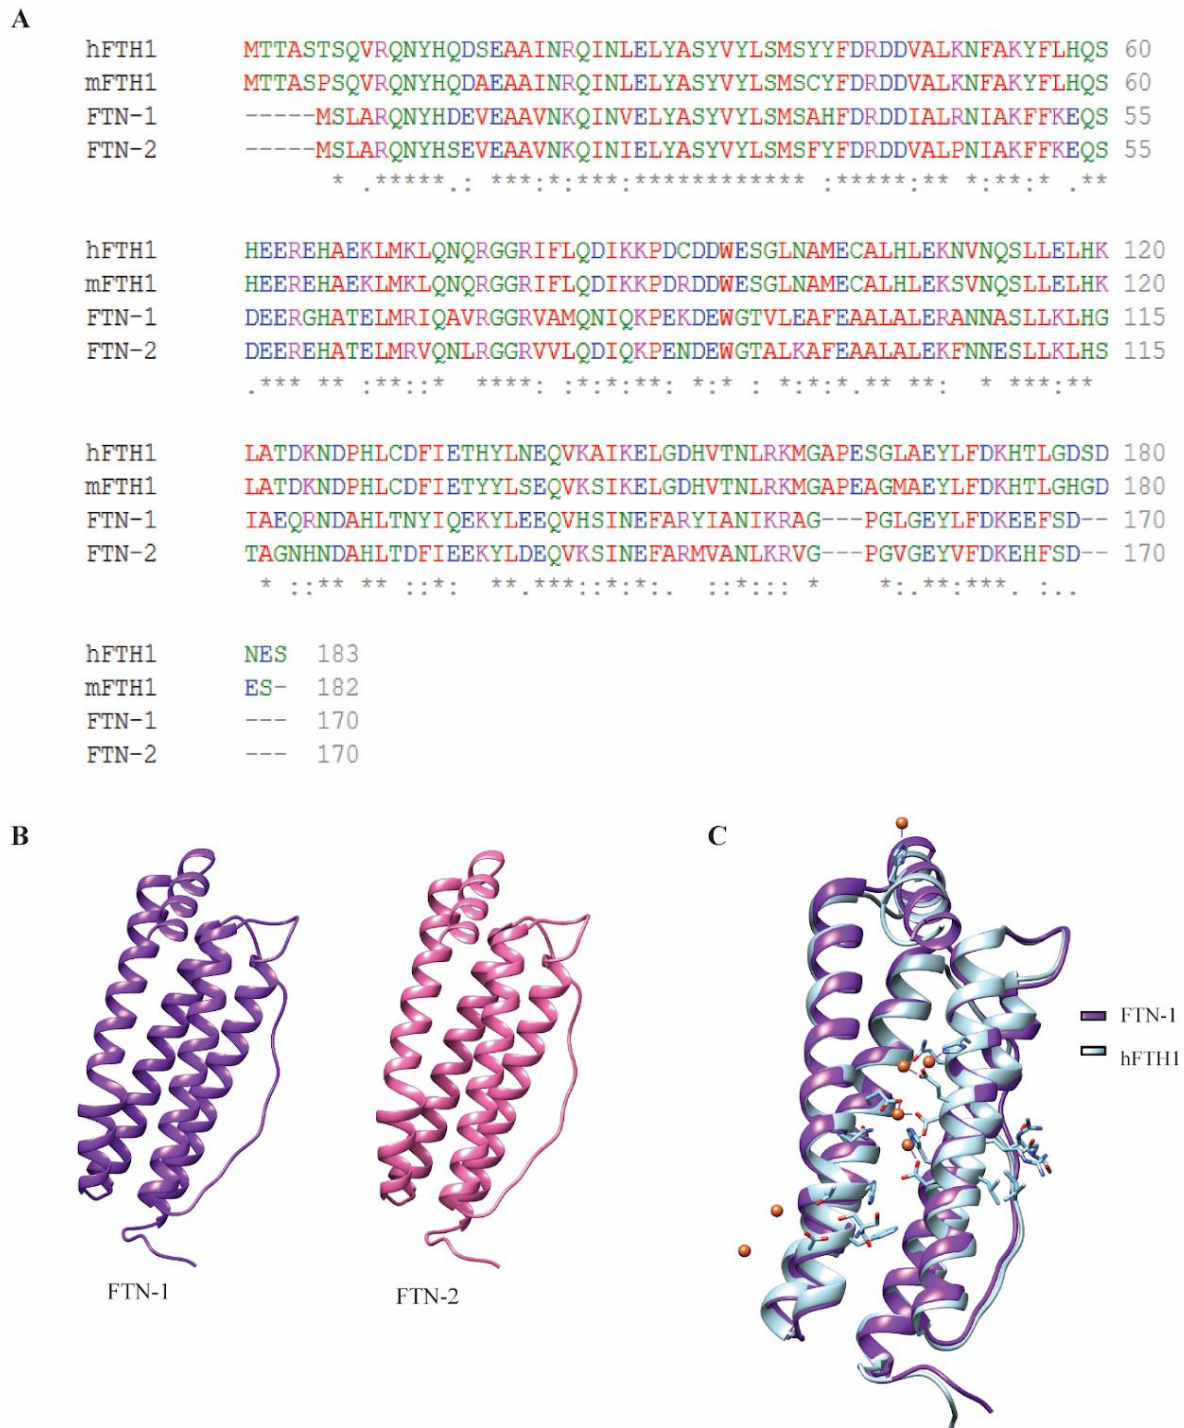 A
hFTH1 MTTASTSQVRQNYHQDSEAAINRQINLELYASYVYLSMSYYFDRDDVALKNFAKYFLHQS 60
mFTH1 MTTASPSQVRQNYHQDAEAAINRQINLELYASYVYLSMSCYFDRDDVALKNFAKYFLHQS 60
FTN-1 -----MSLARQNYHDEVEAAVNKQINVELYASYVYLSMSAHFDRDDIALRNIAKFFKEQS 55
FTN-2 -----MSLARQNYHSEVEAAVNKQINIELYASYVYLSMSFYFDRDDVALPNIAKFFKEQS 55
* .*****.: ***:*:***:************ :*****:** *:**:* .**
hFTH1 HEEREHAEKLMKLQNQRGGRIFLQDIKKPDCDDWESGLNAMECALHLEKNVNQSLLELHK 120
mFTH1 HEEREHAEKLMKLQNQRGGRIFLQDIKKPDRDDWESGLNAMECALHLEKSVNQSLLELHK 120
FTN-1 DEERGHATELMRIQAVRGGRVAMQNIQKPEKDEWGTVLEAFEAALALERANNASLLKLHG 115
FTN-2 DEEREHATELMRVQNLRGGRVVLQDIQKPENDEWGTALKAFEAALALEKFNNESLLKLHS 115
.*** ** :**::* ****: :*:*:**: *:* : *:*:*.** **: * ***:**
hFTH1 LATDKNDPHLCDFIETHYLNEQVKAIKELGDHVTNLRKMGAPESGLAEYLFDKHTLGDSD 180
mFTH1 LATDKNDPHLCDFIETYYLSEQVKSIKELGDHVTNLRKMGAPEAGMAEYLFDKHTLGHGD 180
FTN-1 IAEQRNDAHLTNYIQEKYLEEQVHSINEFARYIANIKRAG---PGLGEYLFDKEEFSD-- 170
FTN-2 TAGNHNDAHLTDFIEEKYLDEQVKSINEFARMVANLKRVG---PGVGEYVFDKEHFSD-- 170
* ::** ** ::*: **.***:*:*:. ::*::: * *:.**:***. :..
hFTH1 NES 183
mFTH1 ES- 182
FTN-1 --- 170
FTN-2 --- 170
B
C
FTN-1
hFTH1
FTN-1
FTN-2